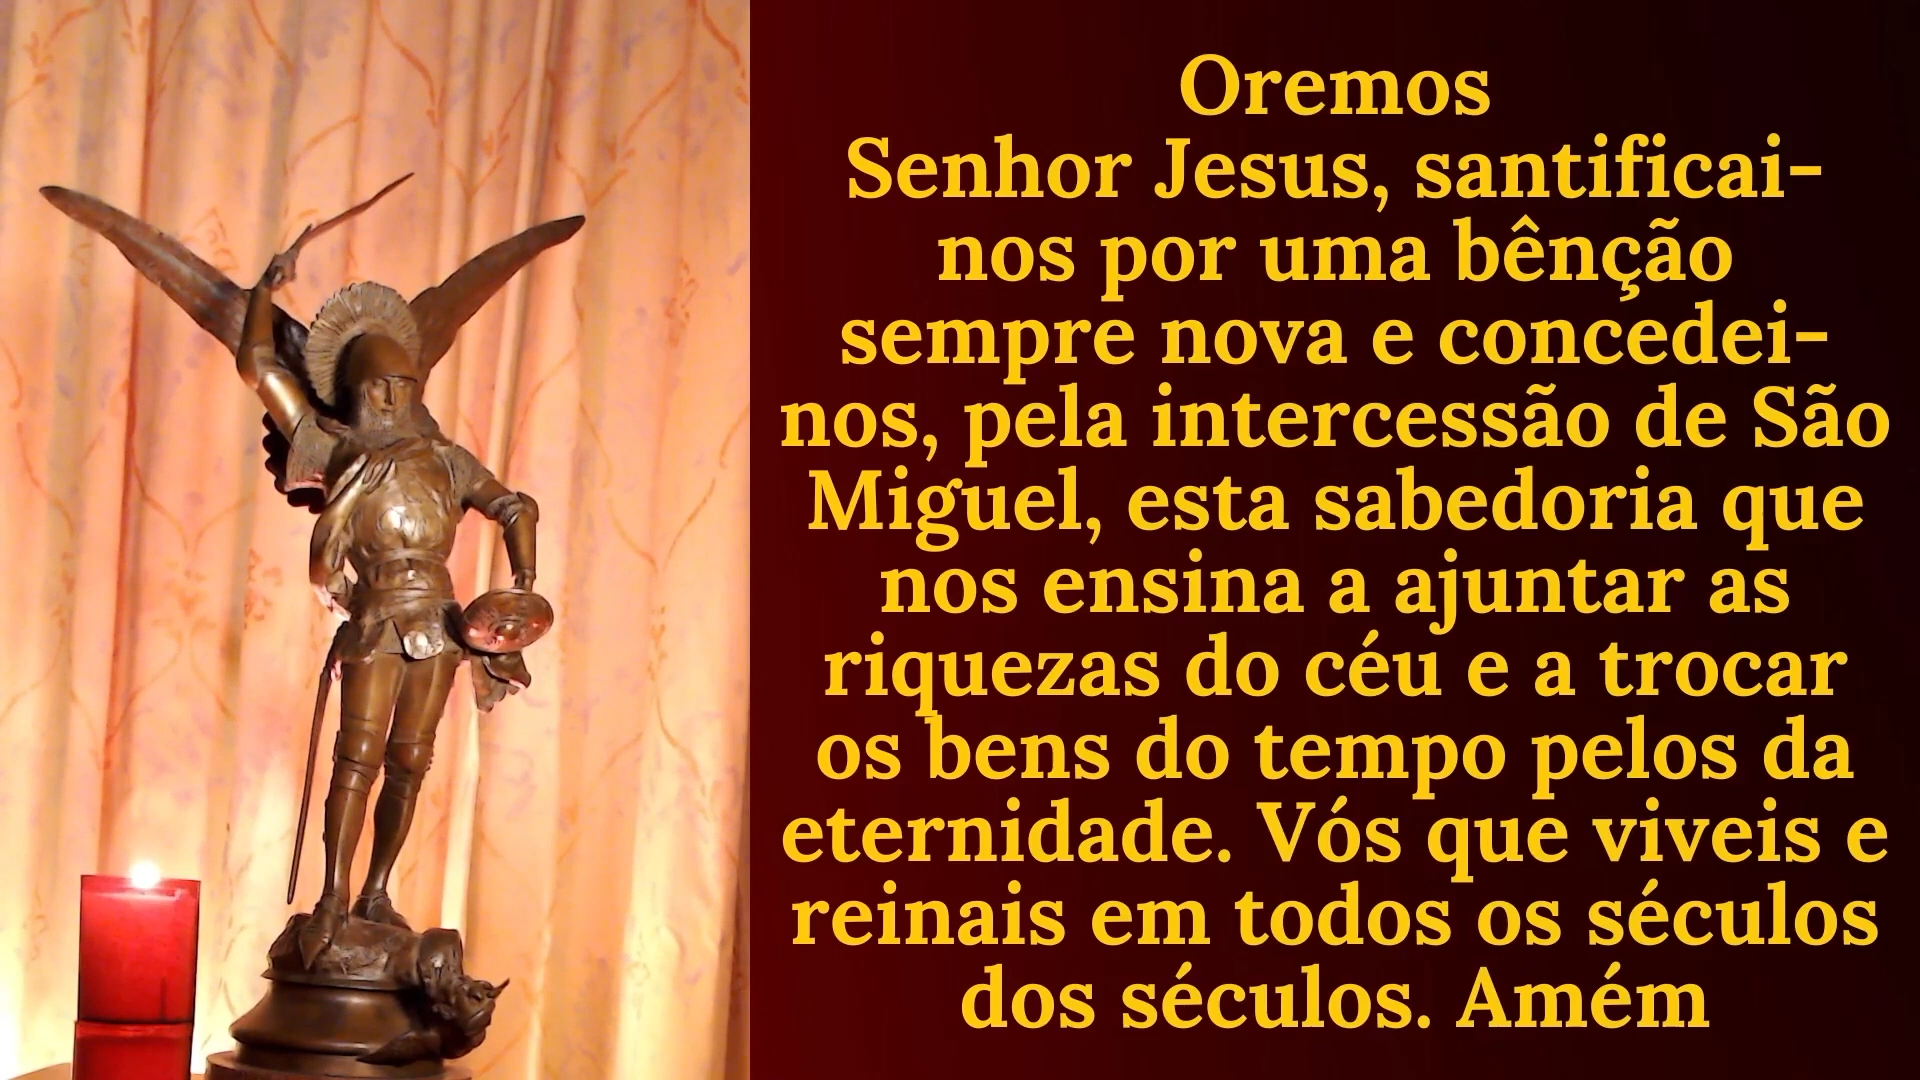 Oremos
Senhor Jesus, santificai-
nos por uma bênção
sempre nova e concedei-
nos, pela intercessão de São
Miguel, esta sabedoria que
nos ensina a ajuntar as
riquezas do céu e a trocar
os bens do tempo pelos da
eternidade. Vós que viveis e
reinais em todos os séculos
dos séculos. Amém